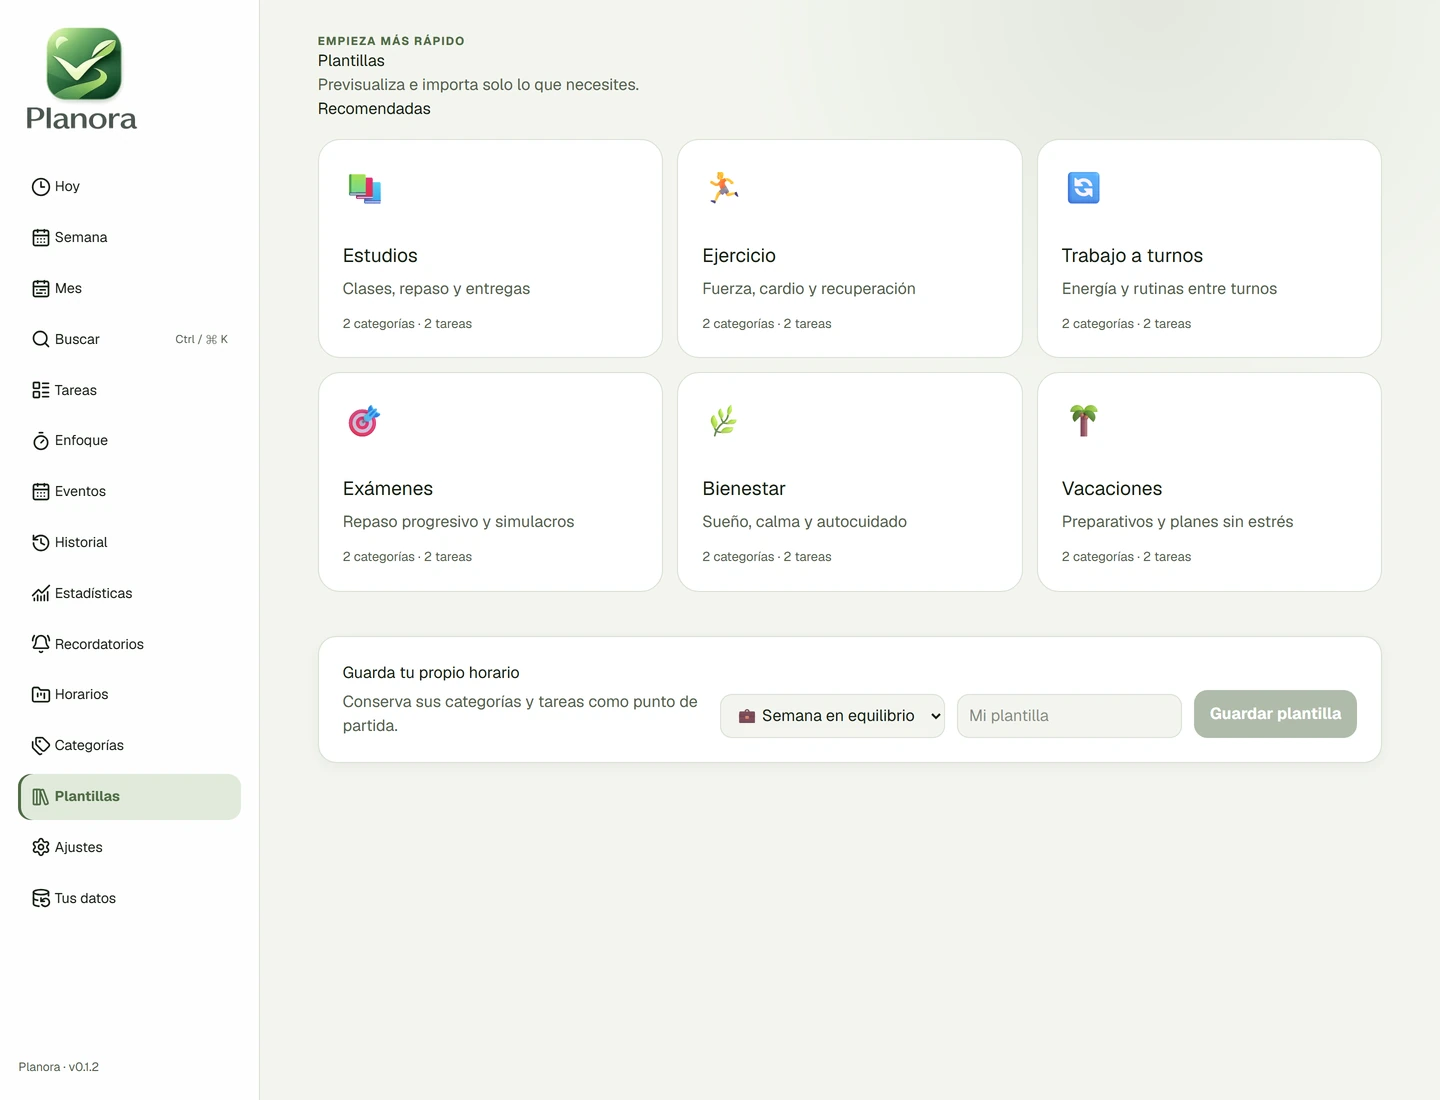 Planora
Hoy
Semana
Mes
Buscar Ctrl / ⌘ K
Tareas
Enfoque
Eventos
Historial
Estadísticas
Recordatorios
Horarios
Categorías
Plantillas
Ajustes
Tus datos
Planora · v0.1.2
EMPIEZA MÁS RÁPIDO
Plantillas
Previsualiza e importa solo lo que necesites.
Recomendadas
Estudios
Clases, repaso y entregas
2 categorías · 2 tareas
Ejercicio
Fuerza, cardio y recuperación
2 categorías · 2 tareas
Trabajo a turnos
Energía y rutinas entre turnos
2 categorías · 2 tareas
Exámenes
Repaso progresivo y simulacros
2 categorías · 2 tareas
Bienestar
Sueño, calma y autocuidado
2 categorías · 2 tareas
Vacaciones
Preparativos y planes sin estrés
2 categorías · 2 tareas
Guarda tu propio horario
Conserva sus categorías y tareas como punto de
partida.
Semana en equilibrio
Mi plantilla
Guardar plantilla